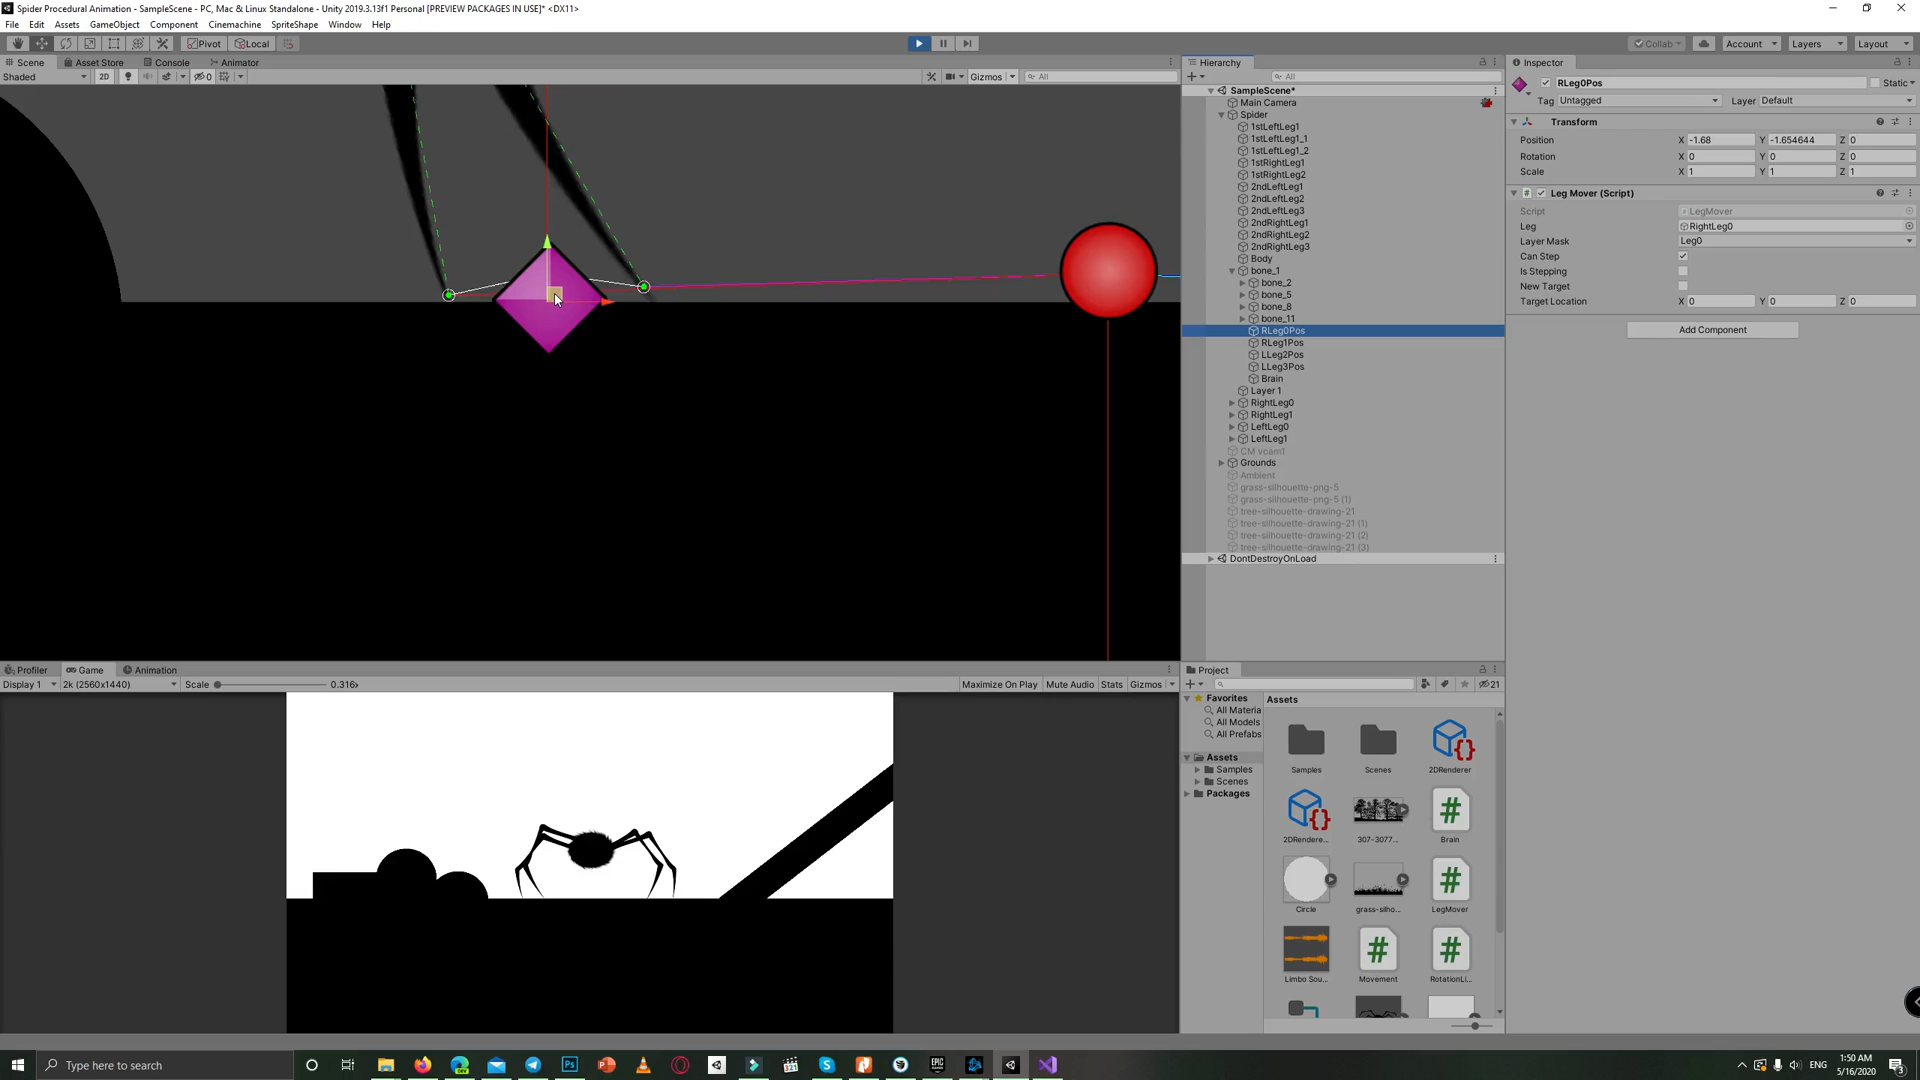 Spider Procedural Animation - SampleScene - PC, Mac & Linux Standalone - Unity 2019.3.13f1 Personal [PREVIEW PACKAGES IN USE]* <DX11>
File Edit Assets GameObject Component Cinemachine SpriteShape Window Help
Pivot Local Collab Account Layers Layout
Scene Asset Store Console Animator
Shaded 2D 0 Gizmos All
Hierarchy
All
SampleScene*
Main Camera
Spider
1stLeftLeg1
1stLeftLeg1_1
1stLeftLeg1_2
1stRightLeg1
1stRightLeg2
2ndLeftLeg1
2ndLeftLeg2
2ndLeftLeg3
2ndRightLeg1
2ndRightLeg2
2ndRightLeg3
Body
bone_1
bone_2
bone_5
bone_8
bone_11
RLeg0Pos
RLeg1Pos
LLeg2Pos
LLeg3Pos
Brain
Layer 1
RightLeg0
RightLeg1
LeftLeg0
LeftLeg1
CM vcam1
Grounds
Ambient
grass-silhouette-png-5
grass-silhouette-png-5 (1)
tree-silhouette-drawing-21
tree-silhouette-drawing-21 (1)
tree-silhouette-drawing-21 (2)
tree-silhouette-drawing-21 (3)
DontDestroyOnLoad
Inspector
RLeg0Pos Static
Tag Untagged Layer Default
Transform
Position X -1.68 Y -1.654644 Z 0
Rotation X 0 Y 0 Z 0
Scale X 1 Y 1 Z 1
Leg Mover (Script)
Script LegMover
Leg RightLeg0
Layer Mask Leg0
Can Step
Is Stepping
New Target
Target Location X 0 Y 0 Z 0
Add Component
Profiler Game Animation
Display 1 2k (2560x1440) Scale 0.316x Maximize On Play Mute Audio Stats Gizmos
Project
21
Favorites
All Materia
All Models
All Prefabs
Assets
Samples
Scenes
Packages
Assets
Samples Scenes 2DRenderer
2DRendere... 307-3077... Brain
Circle grass-silho... LegMover
Limbo Sou... Movement RotationLi...
Type here to search
ENG
1:50 AM
5/16/2020
3